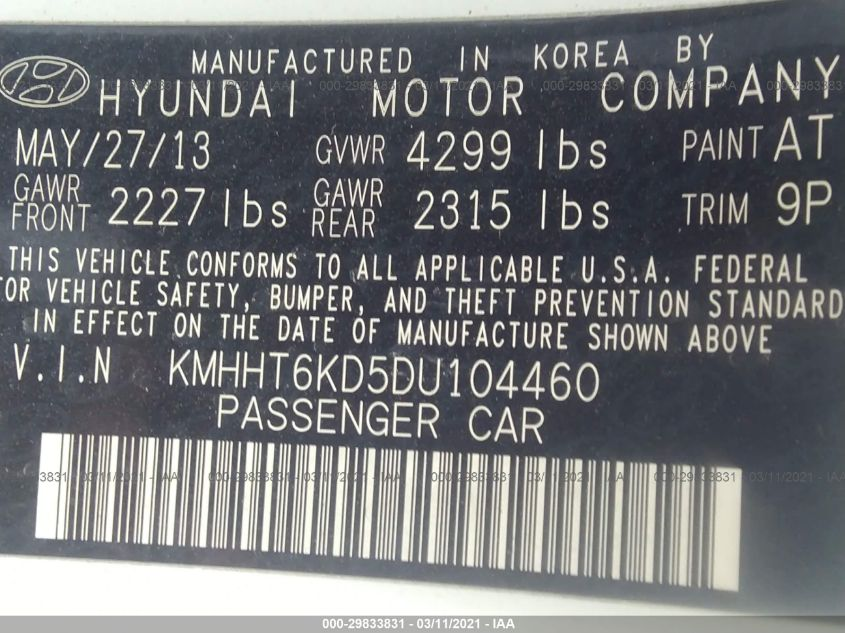 MANUFACTURED IN KOREA BY
HYUNDAI MOTOR COMPANY
MAY/27/13 GVWR 4299 lbs PAINT AT
GAWR FRONT 2227 lbs GAWR REAR 2315 lbs TRIM 9P
THIS VEHICLE CONFORMS TO ALL APPLICABLE U.S.A. FEDERAL
OR VEHICLE SAFETY, BUMPER, AND THEFT PREVENTION STANDARD
IN EFFECT ON THE DATE OF MANUFACTURE SHOWN ABOVE
V.I.N KMHHT6KD5DU104460
PASSENGER CAR
000-29833831 - 03/11/2021 - IAA